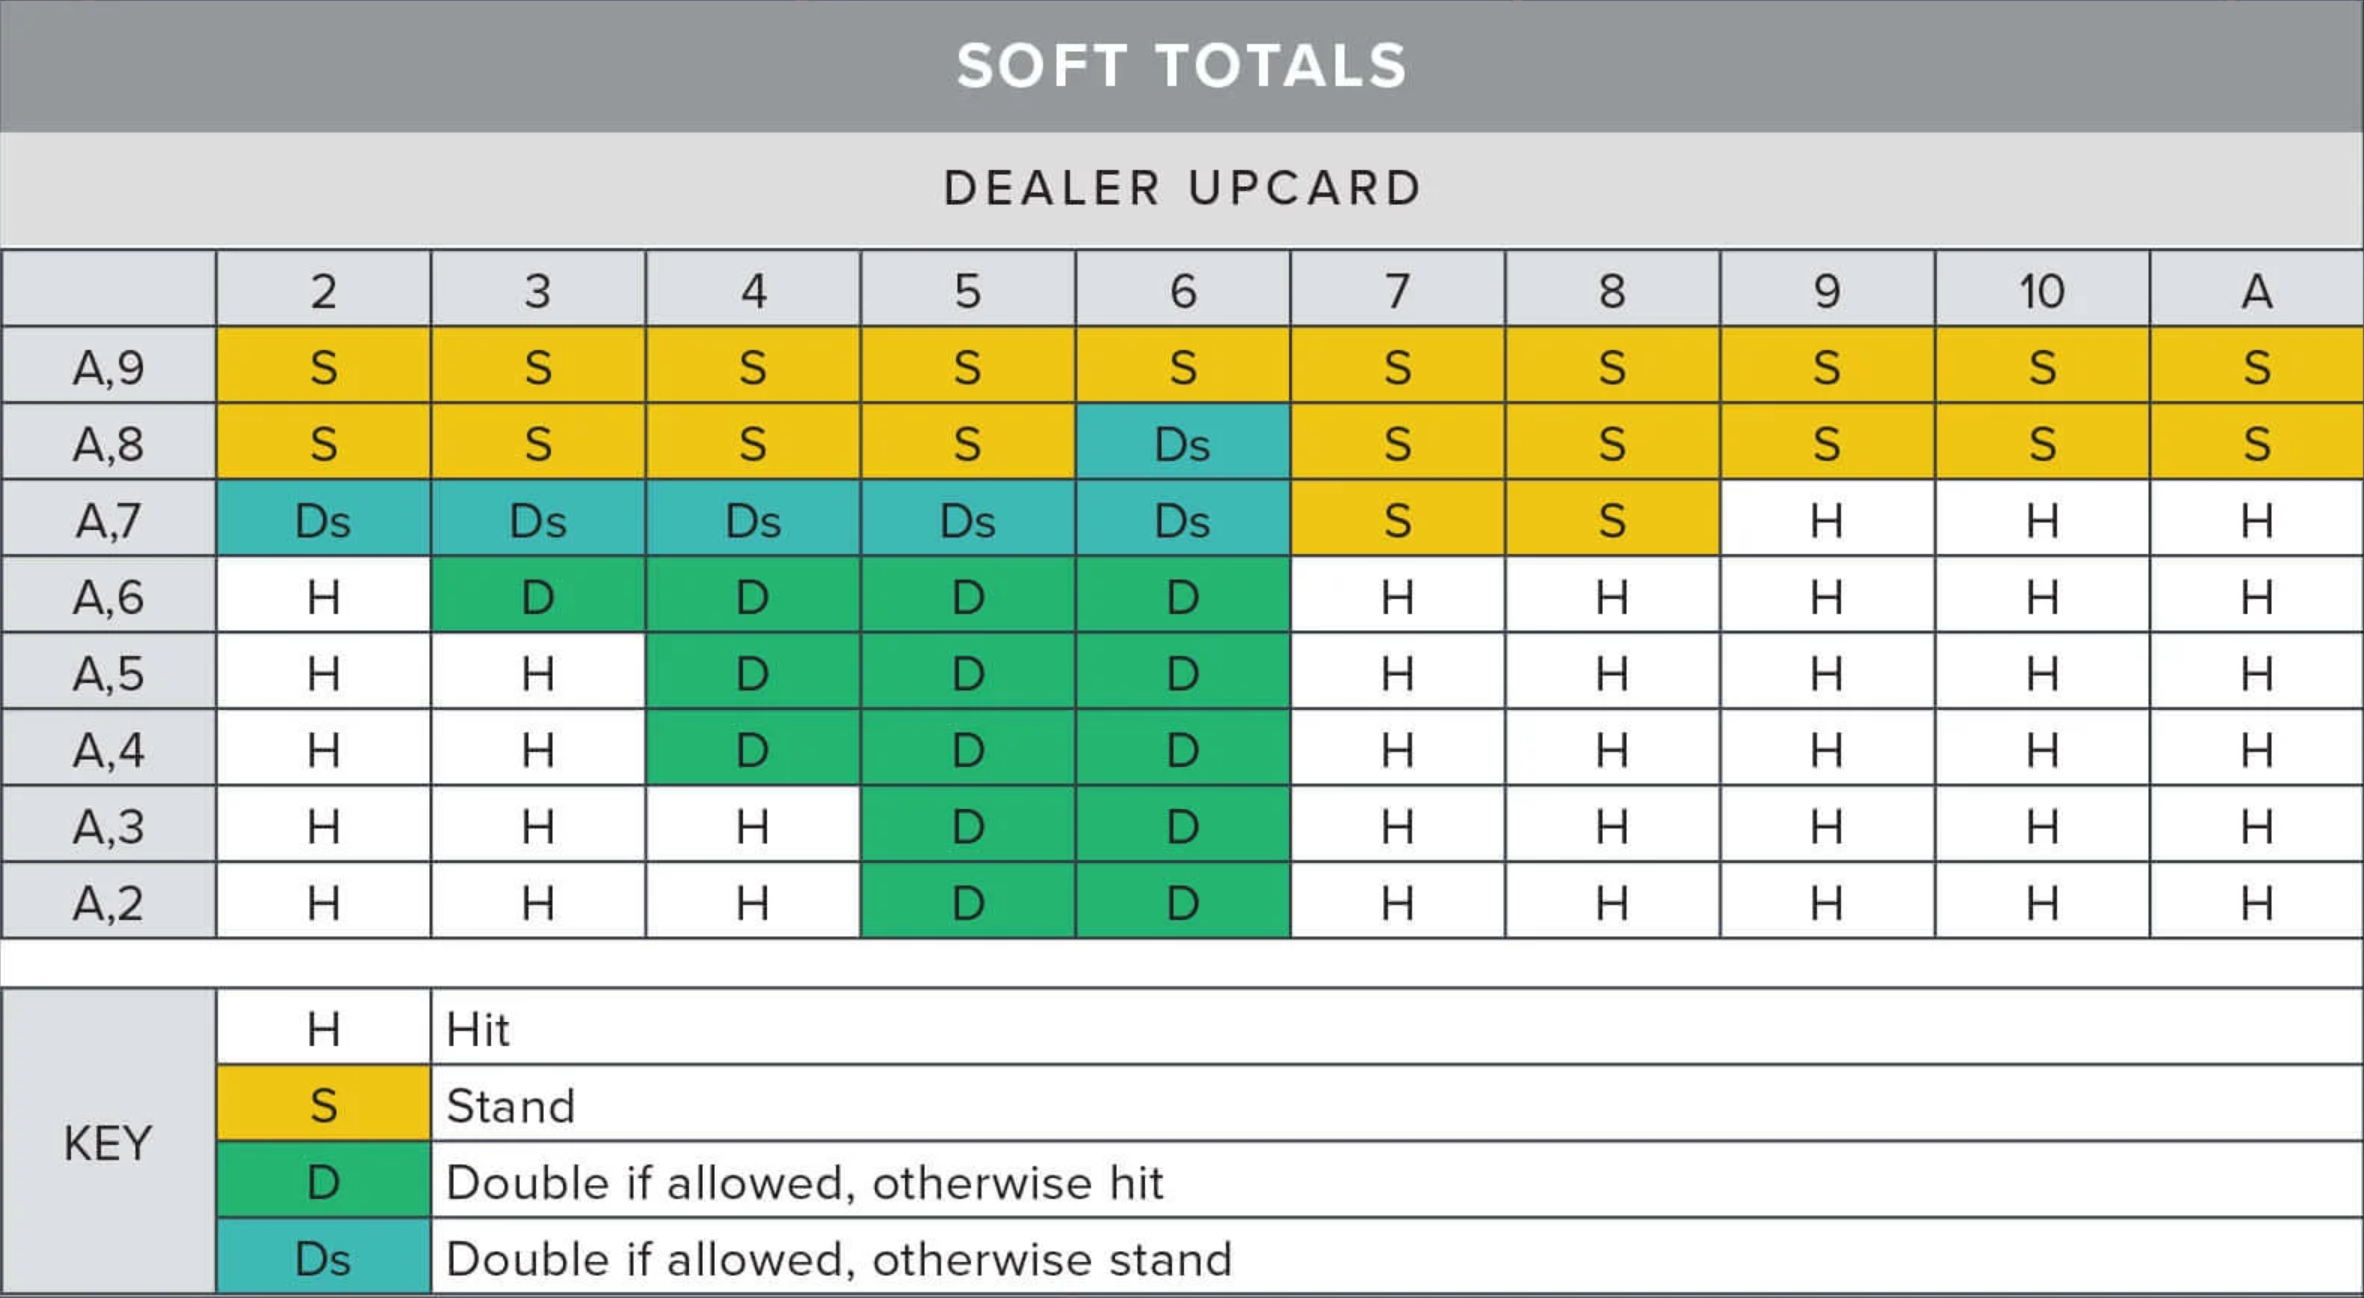 SOFT TOTALS
DEALER UPCARD
2 3 4 5 6 7 8 9 10 A
A,9 S S S S S S S S S S
A,8 S S S S Ds S S S S S
A,7 Ds Ds Ds Ds Ds S S H H H
A,6 H D D D D H H H H H
A,5 H H D D D H H H H H
A,4 H H D D D H H H H H
A,3 H H H D D H H H H H
A,2 H H H D D H H H H H
KEY
H Hit
S Stand
D Double if allowed, otherwise hit
Ds Double if allowed, otherwise stand